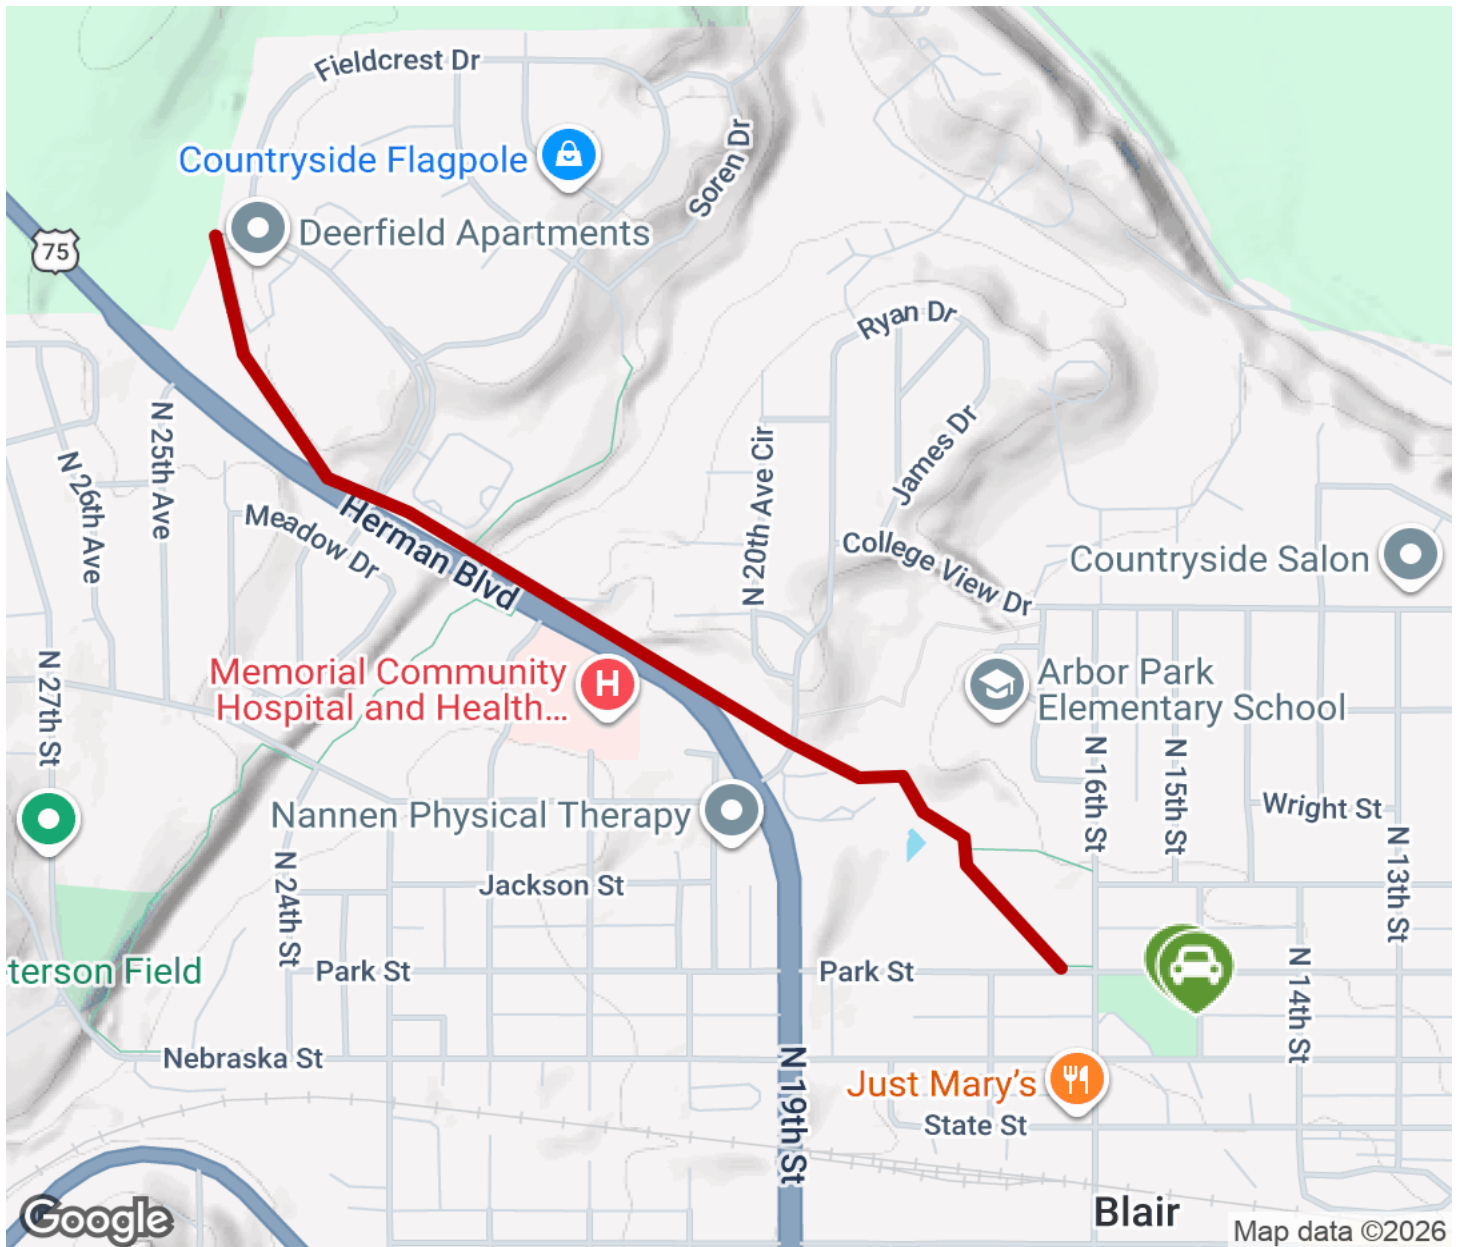 Fieldcrest Dr
Countryside Flagpole
Soren Dr
Deerfield Apartments
75
Ryan Dr
N 25th Ave
N 26th Ave
James Dr
N 20th Ave Cir
Meadow Dr
Herman Blvd
College View Dr
Countryside Salon
N 27th St
Memorial Community
Hospital and Health...
H
Arbor Park
Elementary School
N 16th St
N 15th St
Nannen Physical Therapy
Wright St
N 13th St
Jackson St
N 24th St
terson Field
Park St
Park St
N 14th St
Nebraska St
N 19th St
Just Mary's
State St
Blair
Google
Map data ©2026